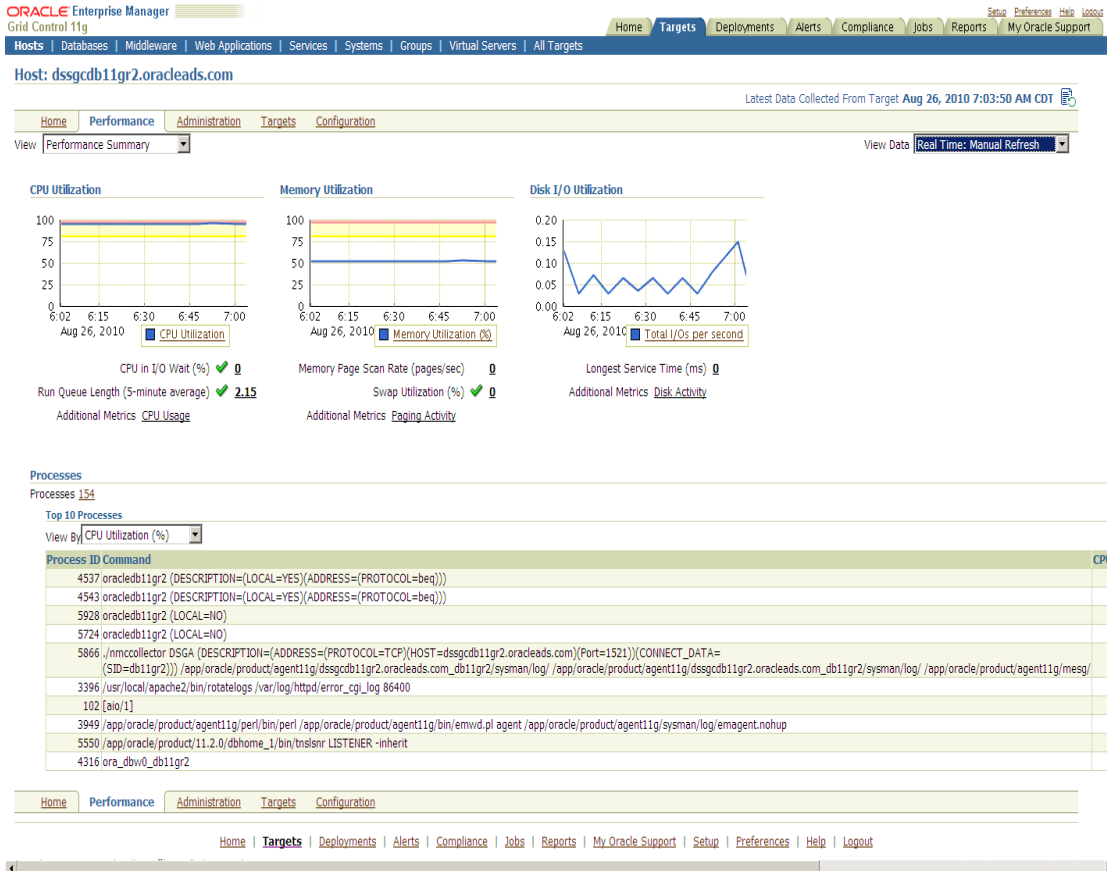 ORACLE Enterprise Manager
Grid Control 11g
Setup Preferences Help Logout
Home Targets Deployments Alerts Compliance Jobs Reports My Oracle Support
Hosts | Databases | Middleware | Web Applications | Services | Systems | Groups | Virtual Servers | All Targets
Host: dssgcdb11gr2.oracleads.com
Latest Data Collected From Target Aug 26, 2010 7:03:50 AM CDT
Home Performance Administration Targets Configuration
View Performance Summary
View Data Real Time: Manual Refresh
CPU Utilization
100
75
50
25
0
6:02 6:15 6:30 6:45 7:00
Aug 26, 2010
CPU Utilization
CPU in I/O Wait (%) 0
Run Queue Length (5-minute average) 2.15
Additional Metrics CPU Usage
Memory Utilization
100
75
50
25
0
6:02 6:15 6:30 6:45 7:00
Aug 26, 2010
Memory Utilization (%)
Memory Page Scan Rate (pages/sec) 0
Swap Utilization (%) 0
Additional Metrics Paging Activity
Disk I/O Utilization
0.20
0.15
0.10
0.05
0.00
6:02 6:15 6:30 6:45 7:00
Aug 26, 2010
Total I/Os per second
Longest Service Time (ms) 0
Additional Metrics Disk Activity
Processes
Processes 154
Top 10 Processes
View By CPU Utilization (%)
Process ID Command CPU
4537 oracledb11gr2 (DESCRIPTION=(LOCAL=YES)(ADDRESS=(PROTOCOL=beq)))
4543 oracledb11gr2 (DESCRIPTION=(LOCAL=YES)(ADDRESS=(PROTOCOL=beq)))
5928 oracledb11gr2 (LOCAL=NO)
5724 oracledb11gr2 (LOCAL=NO)
5866 ./nmccollector DSGA (DESCRIPTION=(ADDRESS=(PROTOCOL=TCP)(HOST=dssgcdb11gr2.oracleads.com)(Port=1521))(CONNECT_DATA=
(SID=db11gr2))) /app/oracle/product/agent11g/dssgcdb11gr2.oracleads.com_db11gr2/sysman/log/ /app/oracle/product/agent11g/dssgcdb11gr2.oracleads.com_db11gr2/sysman/log/ /app/oracle/product/agent11g/mesg/
3396 /usr/local/apache2/bin/rotatelogs /var/log/httpd/error_cgi_log 86400
102 [aio/1]
3949 /app/oracle/product/agent11g/perl/bin/perl /app/oracle/product/agent11g/bin/emwd.pl agent /app/oracle/product/agent11g/sysman/log/emagent.nohup
5550 /app/oracle/product/11.2.0/dbhome_1/bin/tnslsnr LISTENER -inherit
4316 ora_dbw0_db11gr2
Home Performance Administration Targets Configuration
Home | Targets | Deployments | Alerts | Compliance | Jobs | Reports | My Oracle Support | Setup | Preferences | Help | Logout